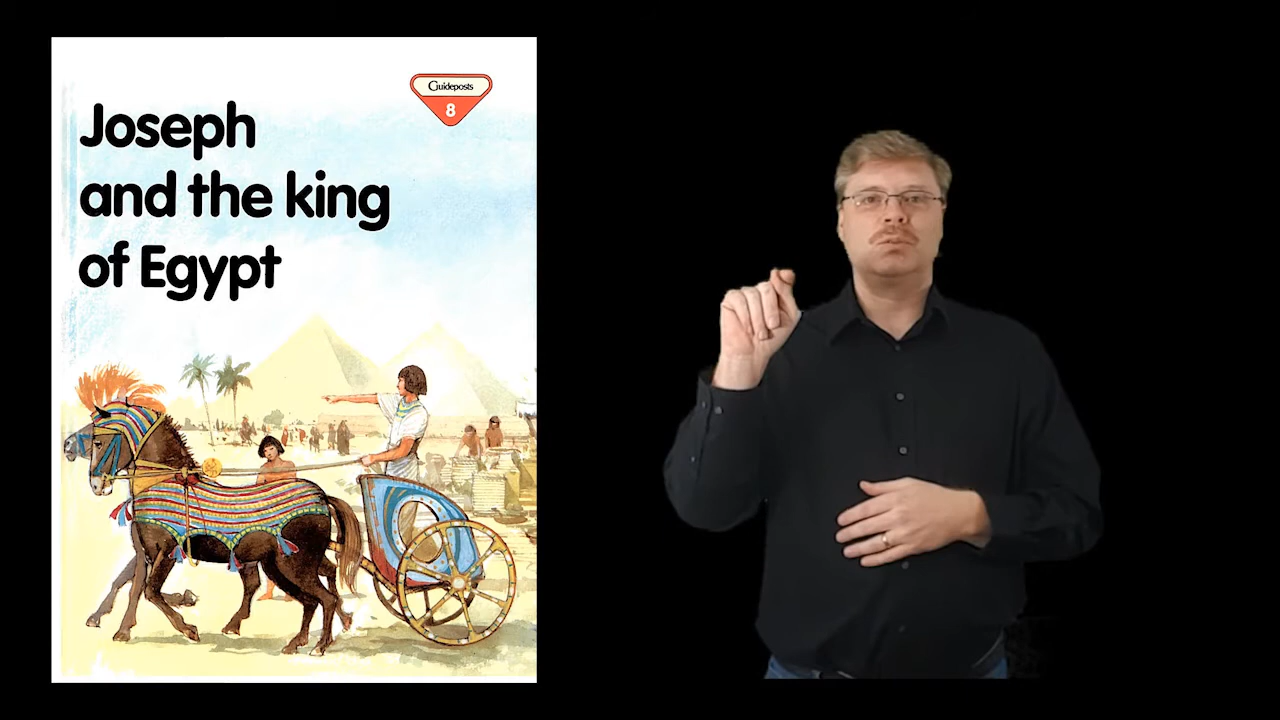 Guideposts
8
Joseph
and the king
of Egypt